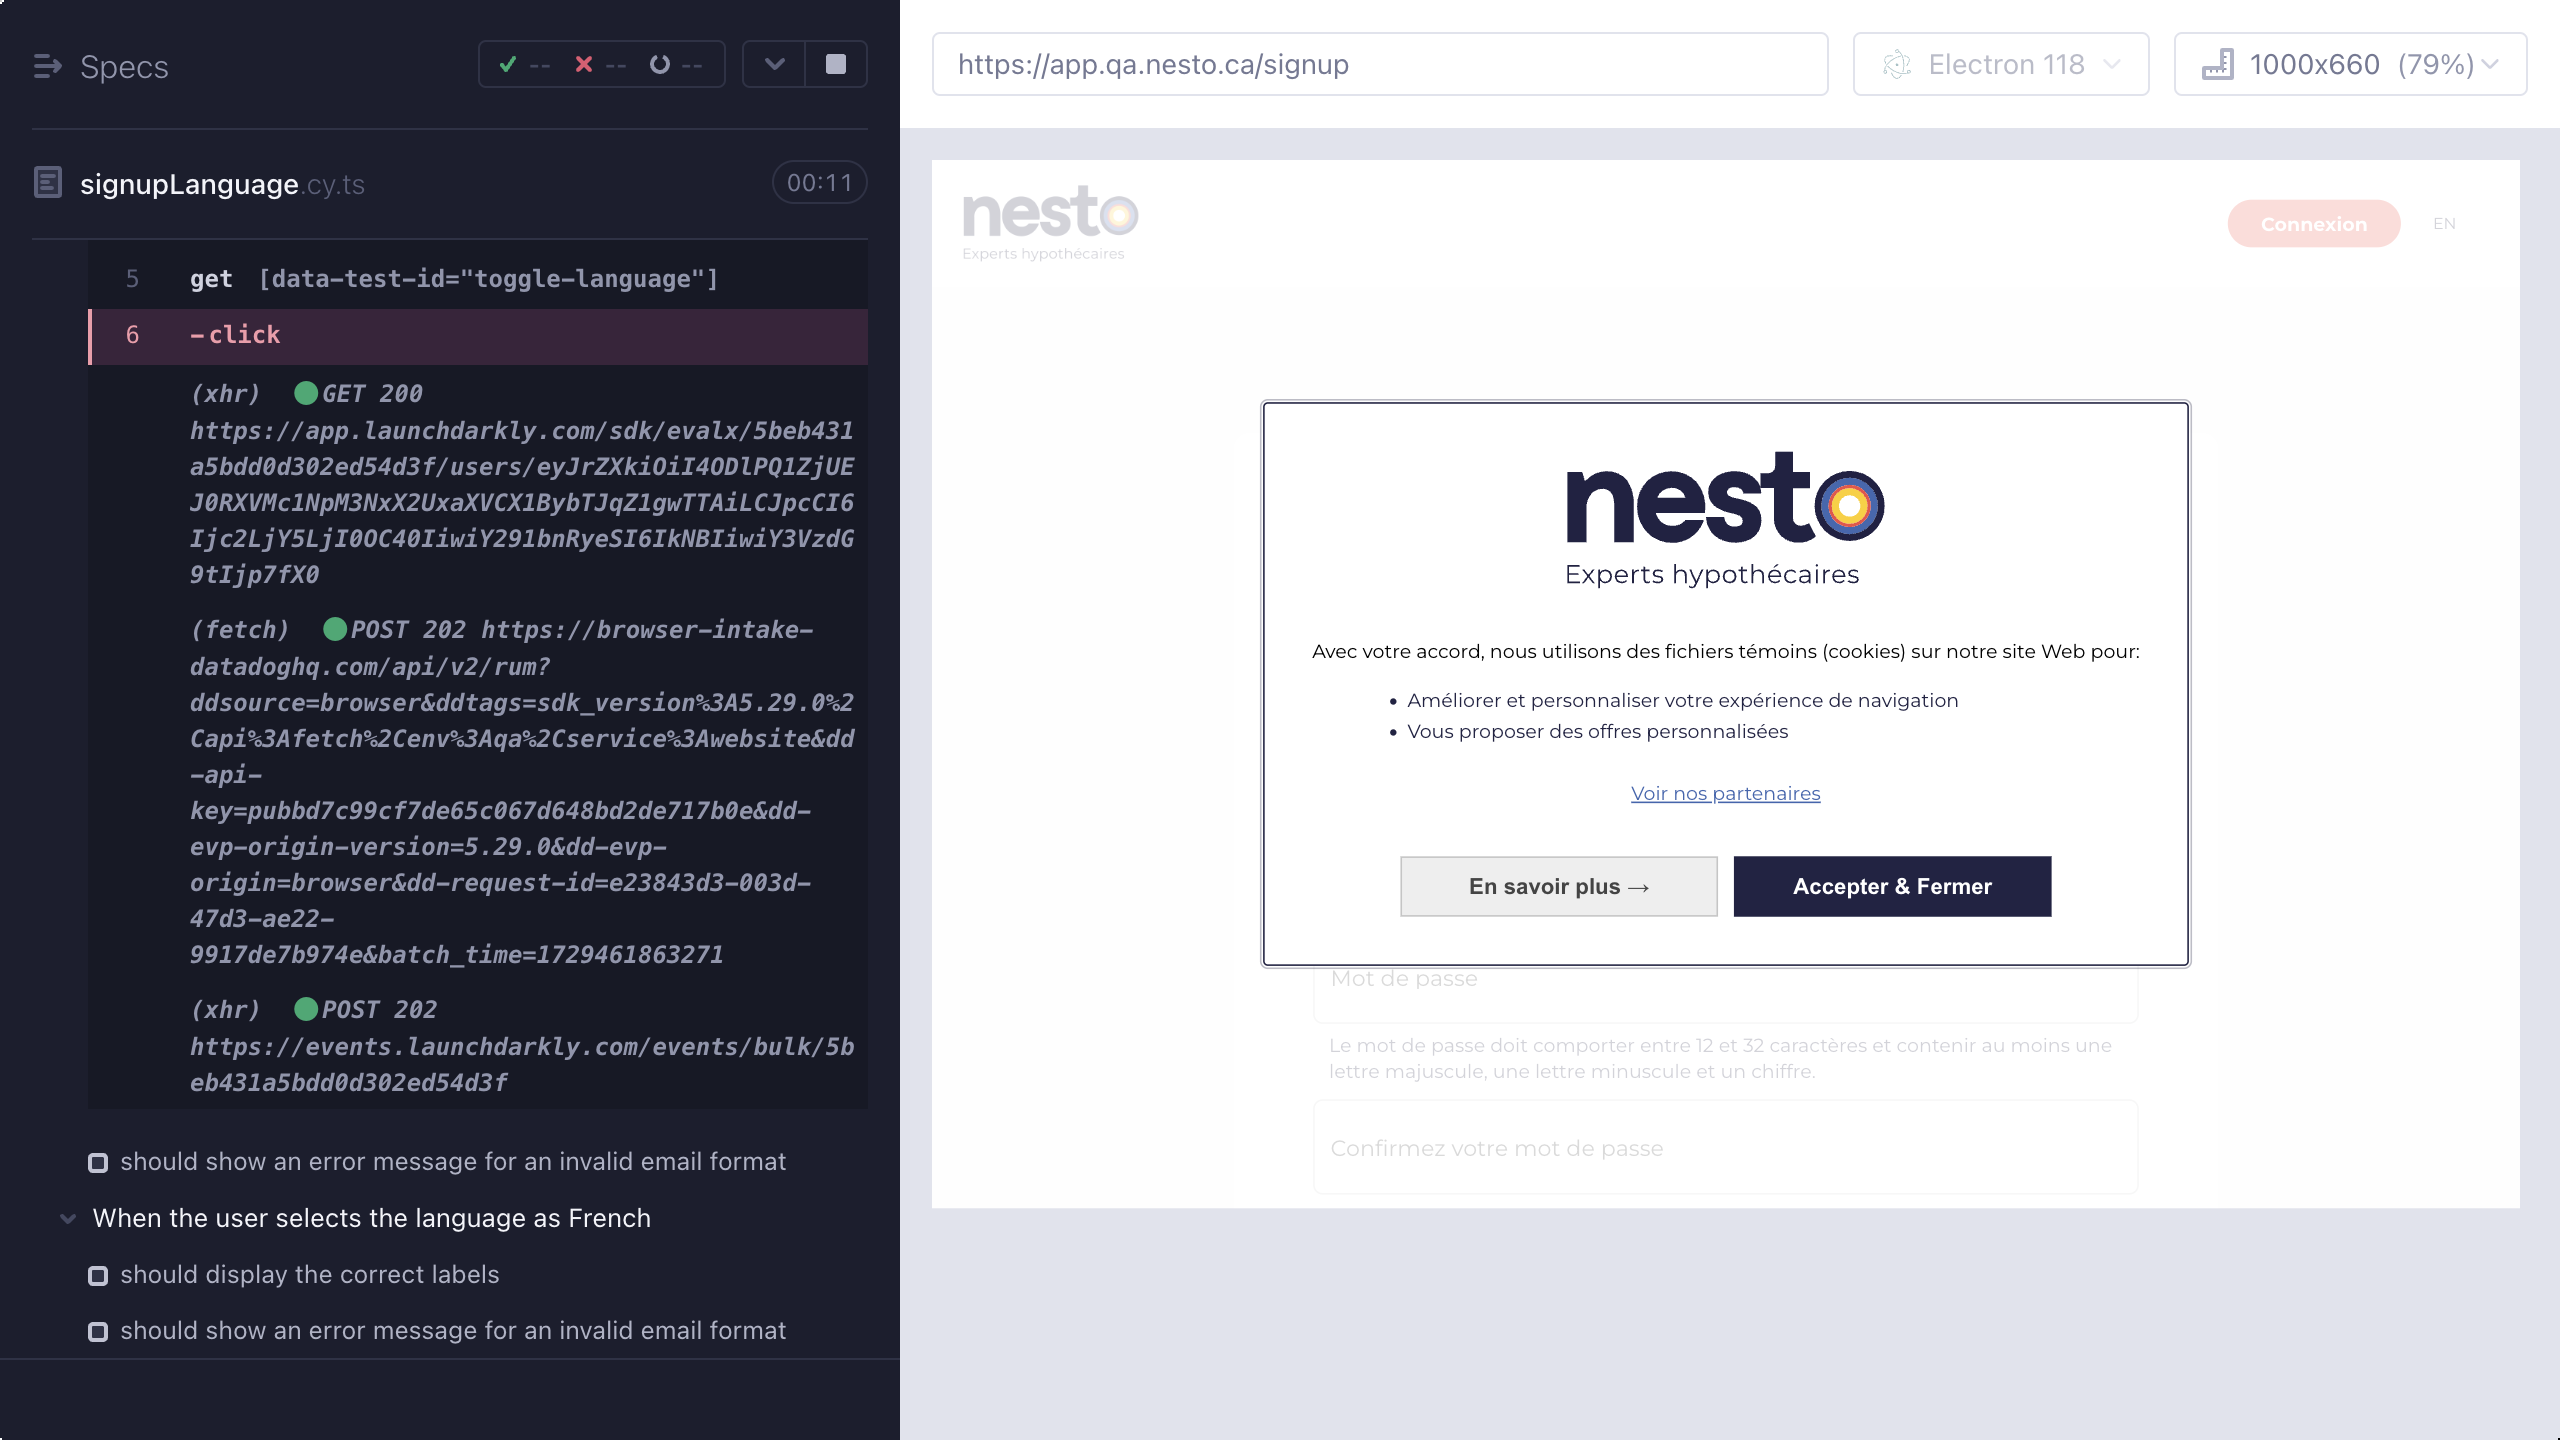 Specs
-- -- --
signupLanguage.cy.ts
00:11
5 get [data-test-id="toggle-language"]
6 -click
(xhr) GET 200
https://app.launchdarkly.com/sdk/evalx/5beb431
a5bdd0d302ed54d3f/users/eyJrZXkiOiI4ODlPQ1ZjUE
J0RXVMc1NpM3NxX2UxaXVCX1BybTJqZ1gwTTAiLCJpcCI6
Ijc2LjY5LjI0OC40IiwiY291bnRyeSI6IkNBIiwiY3VzdG
9tIjp7fX0
(fetch) POST 202 https://browser-intake-
datadoghq.com/api/v2/rum?
ddsource=browser&ddtags=sdk_version%3A5.29.0%2
Capi%3Afetch%2Cenv%3Aqa%2Cservice%3Awebsite&dd
-api-
key=pubbd7c99cf7de65c067d648bd2de717b0e&dd-
evp-origin-version=5.29.0&dd-evp-
origin=browser&dd-request-id=e23843d3-003d-
47d3-ae22-
9917de7b974e&batch_time=1729461863271
(xhr) POST 202
https://events.launchdarkly.com/events/bulk/5b
eb431a5bdd0d302ed54d3f
should show an error message for an invalid email format
When the user selects the language as French
should display the correct labels
should show an error message for an invalid email format
https://app.qa.nesto.ca/signup
Electron 118
1000x660 (79%)
nesto
Experts hypothécaires
Connexion
EN
nesto
Experts hypothécaires
Avec votre accord, nous utilisons des fichiers témoins (cookies) sur notre site Web pour:
• Améliorer et personnaliser votre expérience de navigation
• Vous proposer des offres personnalisées
Voir nos partenaires
En savoir plus →
Accepter & Fermer
Mot de passe
Le mot de passe doit comporter entre 12 et 32 caractères et contenir au moins une
lettre majuscule, une lettre minuscule et un chiffre.
Confirmez votre mot de passe